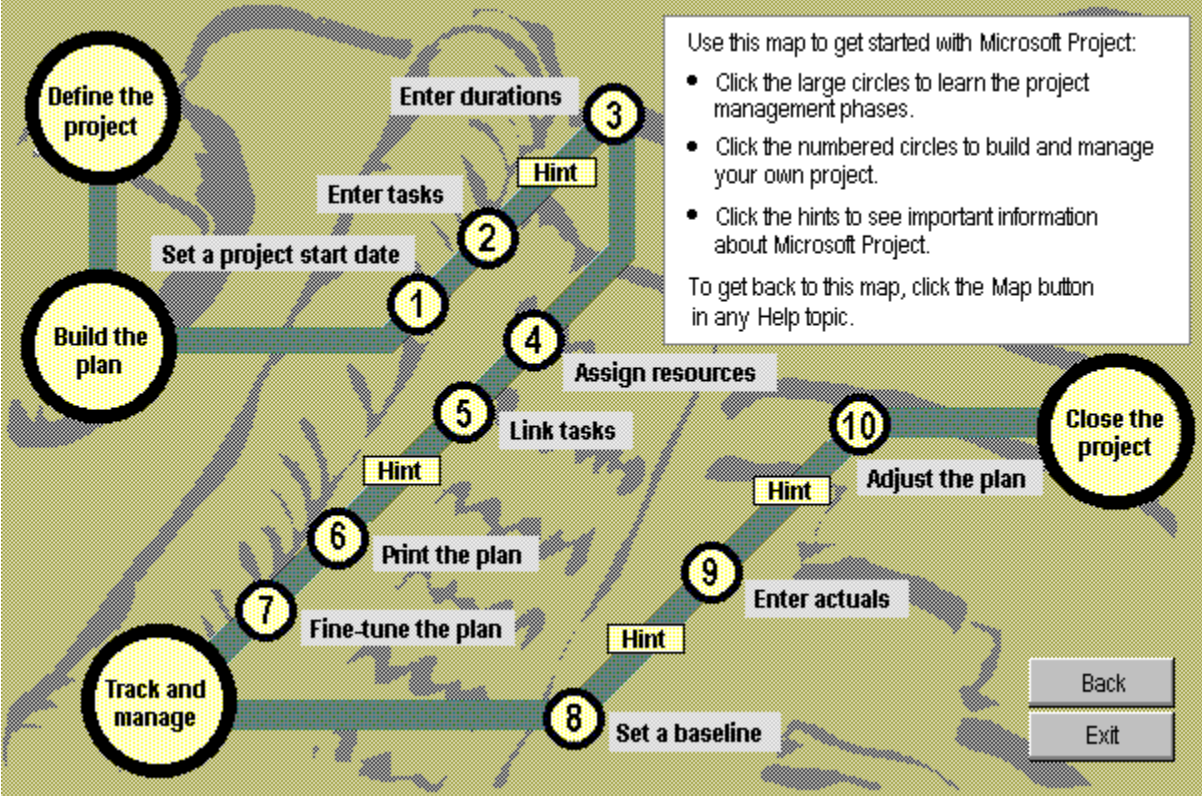 Use this map to get started with Microsoft Project:
• Click the large circles to learn the project
management phases.
• Click the numbered circles to build and manage
your own project.
• Click the hints to see important information
about Microsoft Project.
To get back to this map, click the Map button
in any Help topic.
Define the
project
Build the
plan
Set a project start date
1
Enter tasks
2
Hint
Enter durations
3
4
Assign resources
5
Link tasks
Hint
6
Print the plan
7
Fine-tune the plan
Track and
manage
8
Set a baseline
Hint
9
Enter actuals
Hint
10
Adjust the plan
Close the
project
Back
Exit